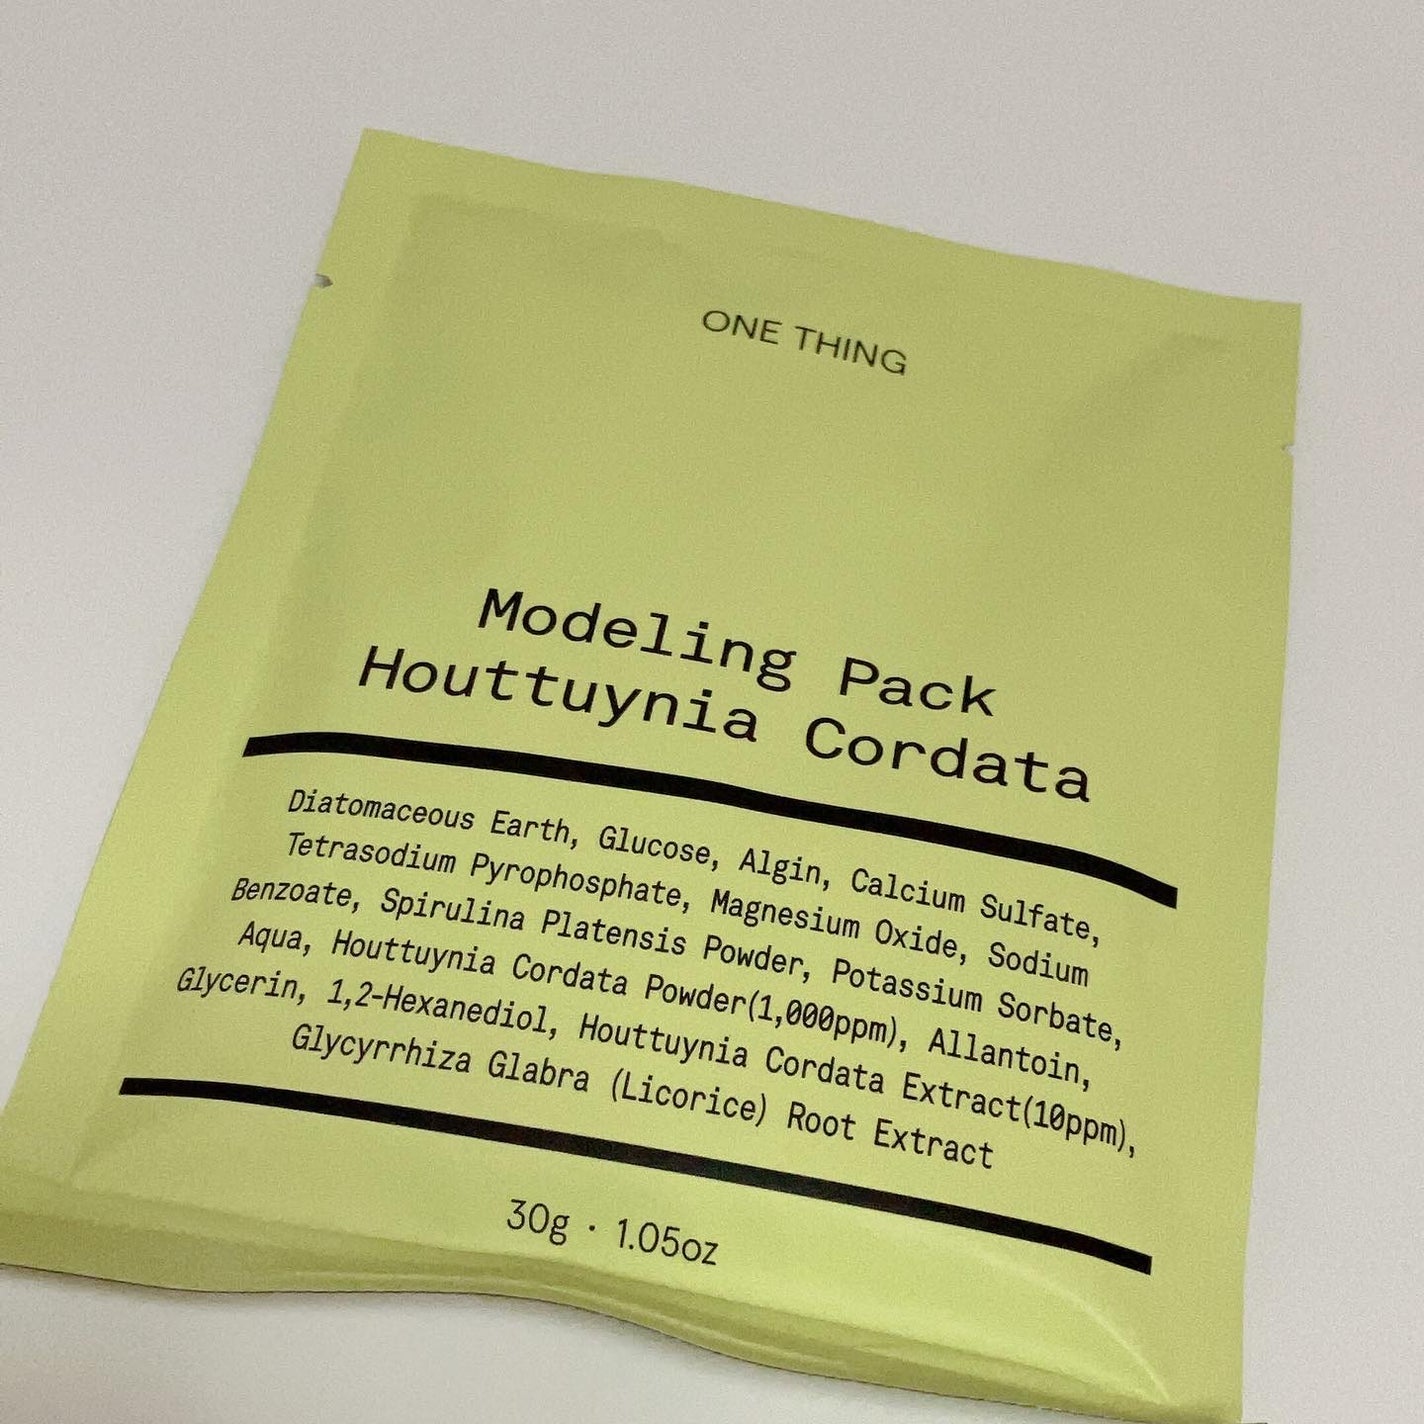 ONE THING
Modeling Pack
Houttuynia Cordata
Diatomaceous Earth, Glucose, Algin, Calcium Sulfate,
Tetrasodium Pyrophosphate, Magnesium Oxide, Sodium
Benzoate, Spirulina Platensis Powder, Potassium Sorbate,
Aqua, Houttuynia Cordata Powder(1,000ppm), Allantoin,
Glycerin, 1,2-Hexanediol, Houttuynia Cordata Extract(10ppm),
Glycyrrhiza Glabra (Licorice) Root Extract
30g · 1.05oz